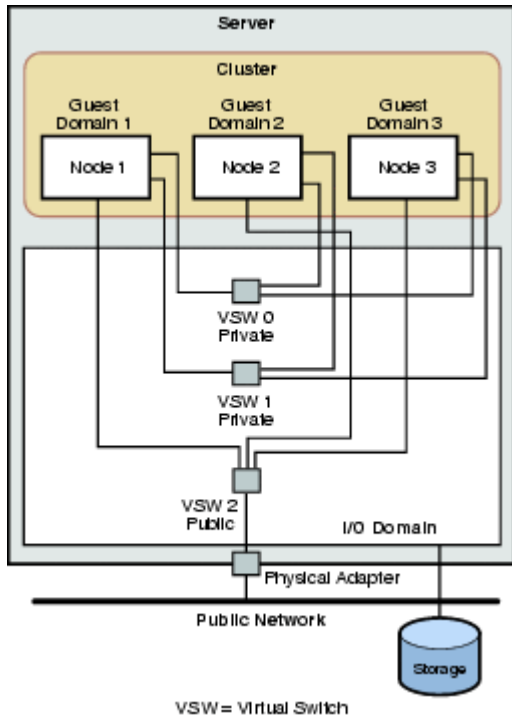 Server
Cluster
Guest
Domain 1
Guest
Domain 2
Guest
Domain 3
Node 1
Node 2
Node 3
VSW 0
Private
VSW 1
Private
VSW 2
Public
I/O Domain
Physical Adapter
Public Network
Storage
VSW = Virtual Switch